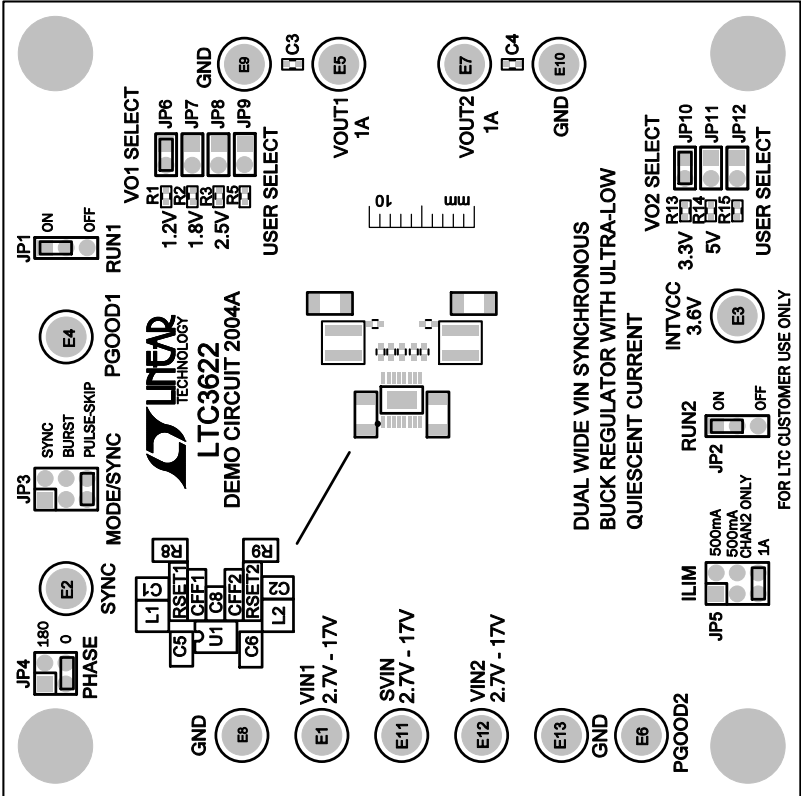 GND
E9
C3
E5
VOUT1
1A
E7
C4
E10
VOUT2
1A
GND
VO1 SELECT
JP6
JP7
JP8
JP9
R1
R2
R3
R5
1.2V
1.8V
2.5V
USER SELECT
VO2 SELECT
JP10
JP11
JP12
R13
R14
R15
3.3V
5V
USER SELECT
10
mm
JP1
ON
OFF
RUN1
E4
PGOOD1
LINEAR
TECHNOLOGY
LTC3622
DEMO CIRCUIT 2004A
INTVCC
3.6V
E3
JP3
SYNC
BURST
PULSE-SKIP
MODE/SYNC
DUAL WIDE VIN SYNCHRONOUS
BUCK REGULATOR WITH ULTRA-LOW
QUIESCENT CURRENT
RUN2
JP2
ON
OFF
FOR LTC CUSTOMER USE ONLY
E2
SYNC
R8
R9
C1
RSET1
CFF1
C8
CFF2
RSET2
C2
L1
L2
C5
U1
C6
ILIM
JP5
500mA
500mA
CHAN2 ONLY
1A
JP4
180
0
PHASE
VIN1
2.7V - 17V
SVIN
2.7V - 17V
VIN2
2.7V - 17V
GND
E8
E1
E11
E12
E13
GND
E6
PGOOD2